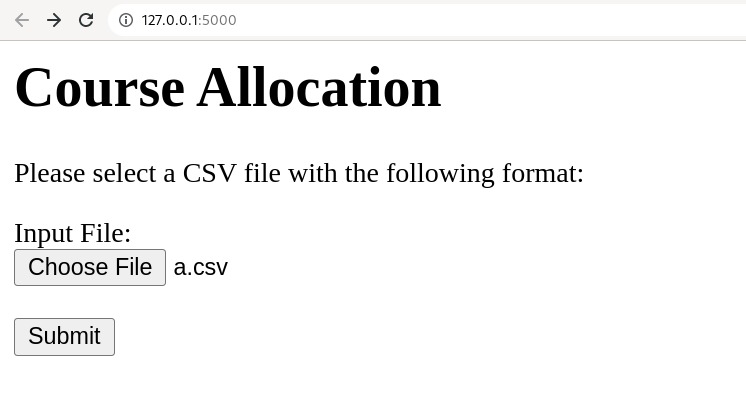 127.0.0.1:5000
Course Allocation
Please select a CSV file with the following format:
Input File:
Choose File a.csv
Submit